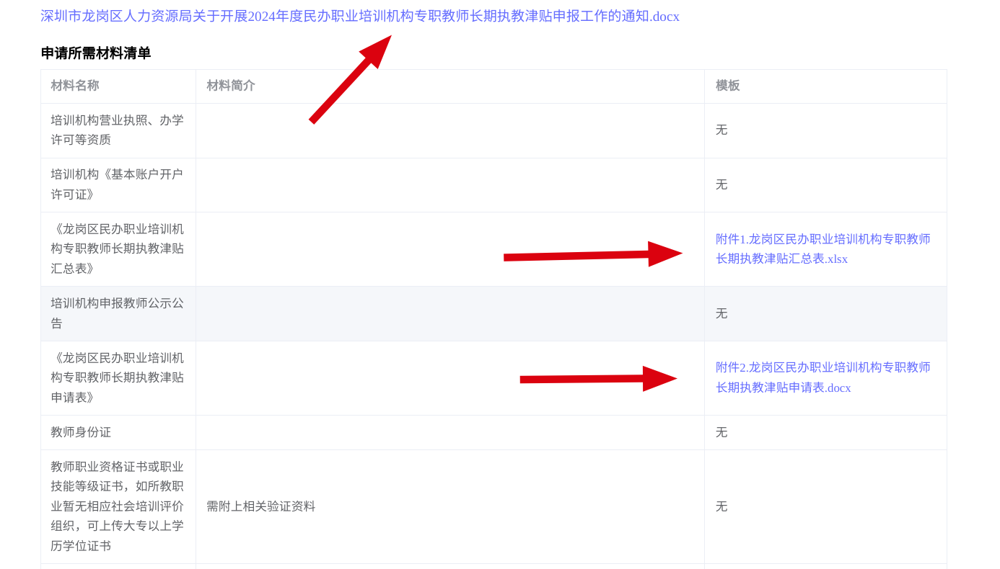 深圳市龙岗区人力资源局关于开展2024年度民办职业培训机构专职教师长期执教津贴申报工作的通知.docx
申请所需材料清单
材料名称
材料简介
模板
培训机构营业执照、办学
许可等资质
无
培训机构《基本账户开户
许可证》
无
《龙岗区民办职业培训机
构专职教师长期执教津贴
汇总表》
附件1.龙岗区民办职业培训机构专职教师
长期执教津贴汇总表.xlsx
培训机构申报教师公示公
告
无
《龙岗区民办职业培训机
构专职教师长期执教津贴
申请表》
附件2.龙岗区民办职业培训机构专职教师
长期执教津贴申请表.docx
教师身份证
无
教师职业资格证书或职业
技能等级证书，如所教职
业暂无相应社会培训评价
组织，可上传大专以上学
历学位证书
需附上相关验证资料
无